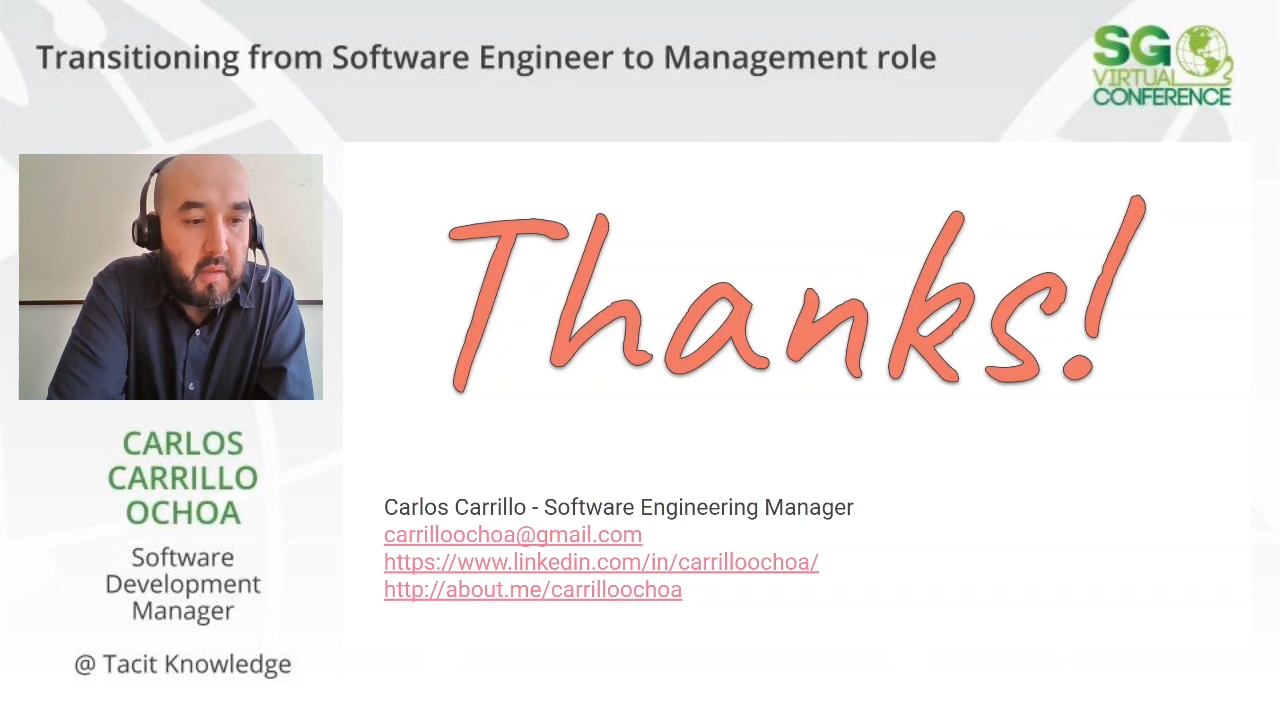 Transitioning from Software Engineer to Management role
SG
VIRTUAL
CONFERENCE
Thanks!
CARLOS
CARRILLO
OCHOA
Software
Development
Manager
@ Tacit Knowledge
Carlos Carrillo - Software Engineering Manager
carrilloochoa@gmail.com
https://www.linkedin.com/in/carrilloochoa/
http://about.me/carrilloochoa